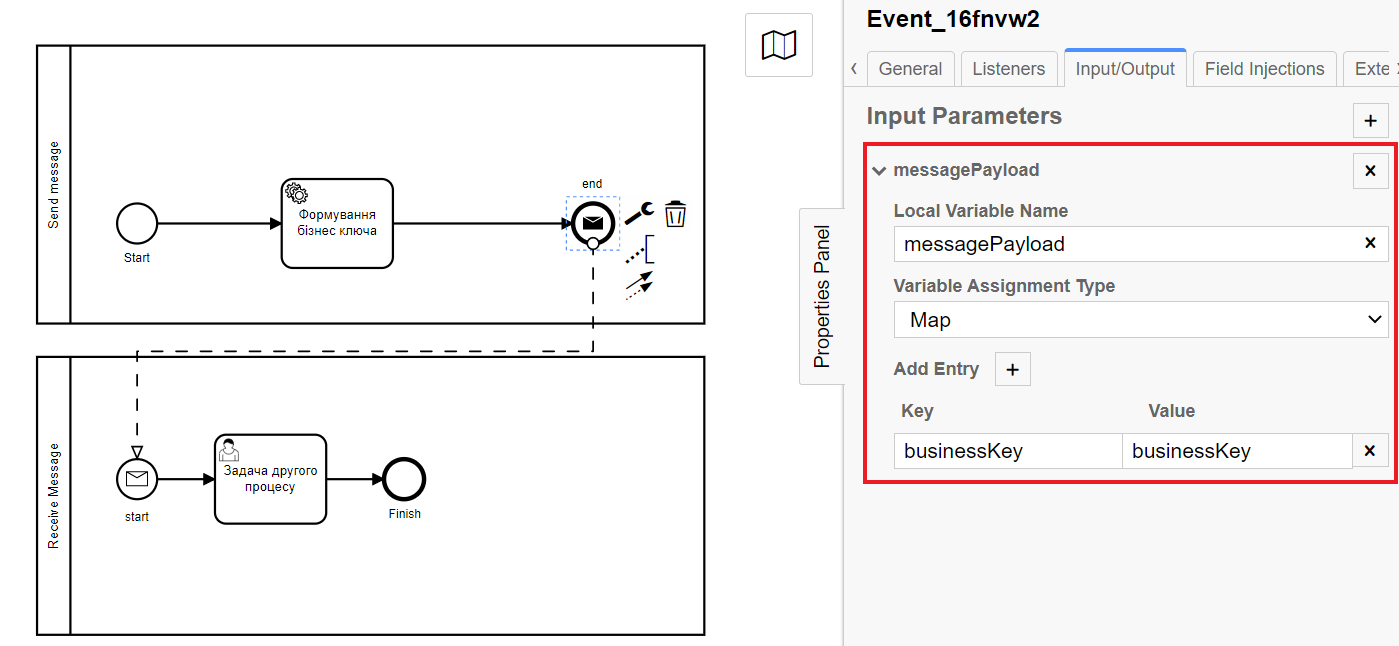 Send message
Start
Формування
бізнес ключа
end
Receive Message
start
Задача другого
процесу
Finish
Properties Panel
Event_16fnvw2
General
Listeners
Input/Output
Field Injections
Exte
Input Parameters
messagePayload
Local Variable Name
messagePayload
Variable Assignment Type
Map
Add Entry
Key Value
businessKey businessKey